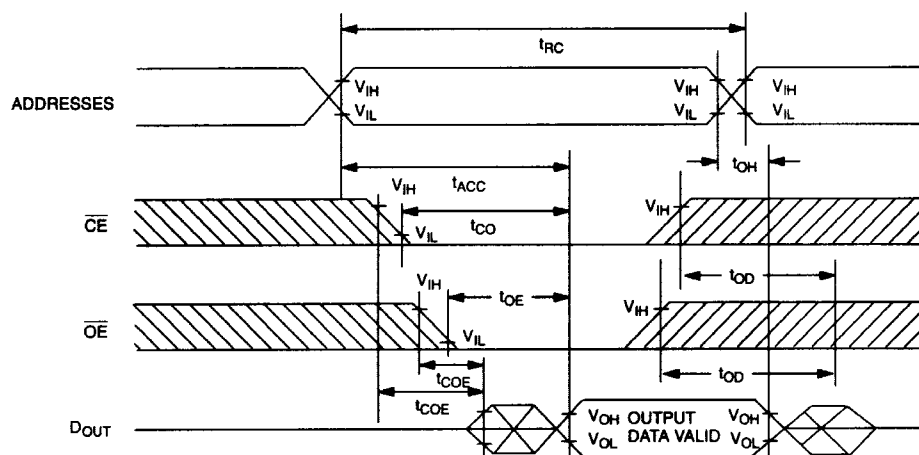 tRC
ADDRESSES
VIH VIH VIH
VIL VIL VIL
tOH
tACC
VIH
VIH
CE
tCO
VIL
tOD
VIH
tOE
VIH
OE
VIL
tOD
tCOE
tCOE
DOUT
VOH OUTPUT VOH
VOL DATA VALID VOL